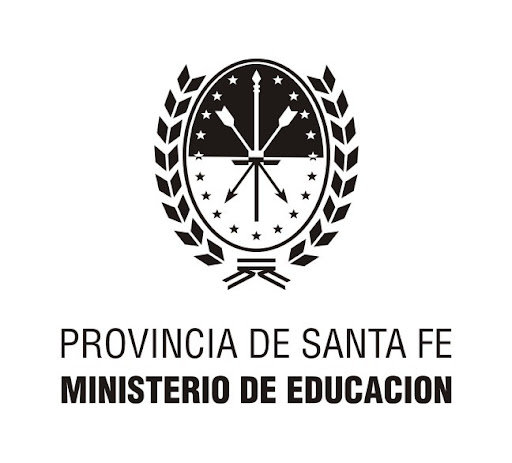 PROVINCIA DE SANTA FE
MINISTERIO DE EDUCACION